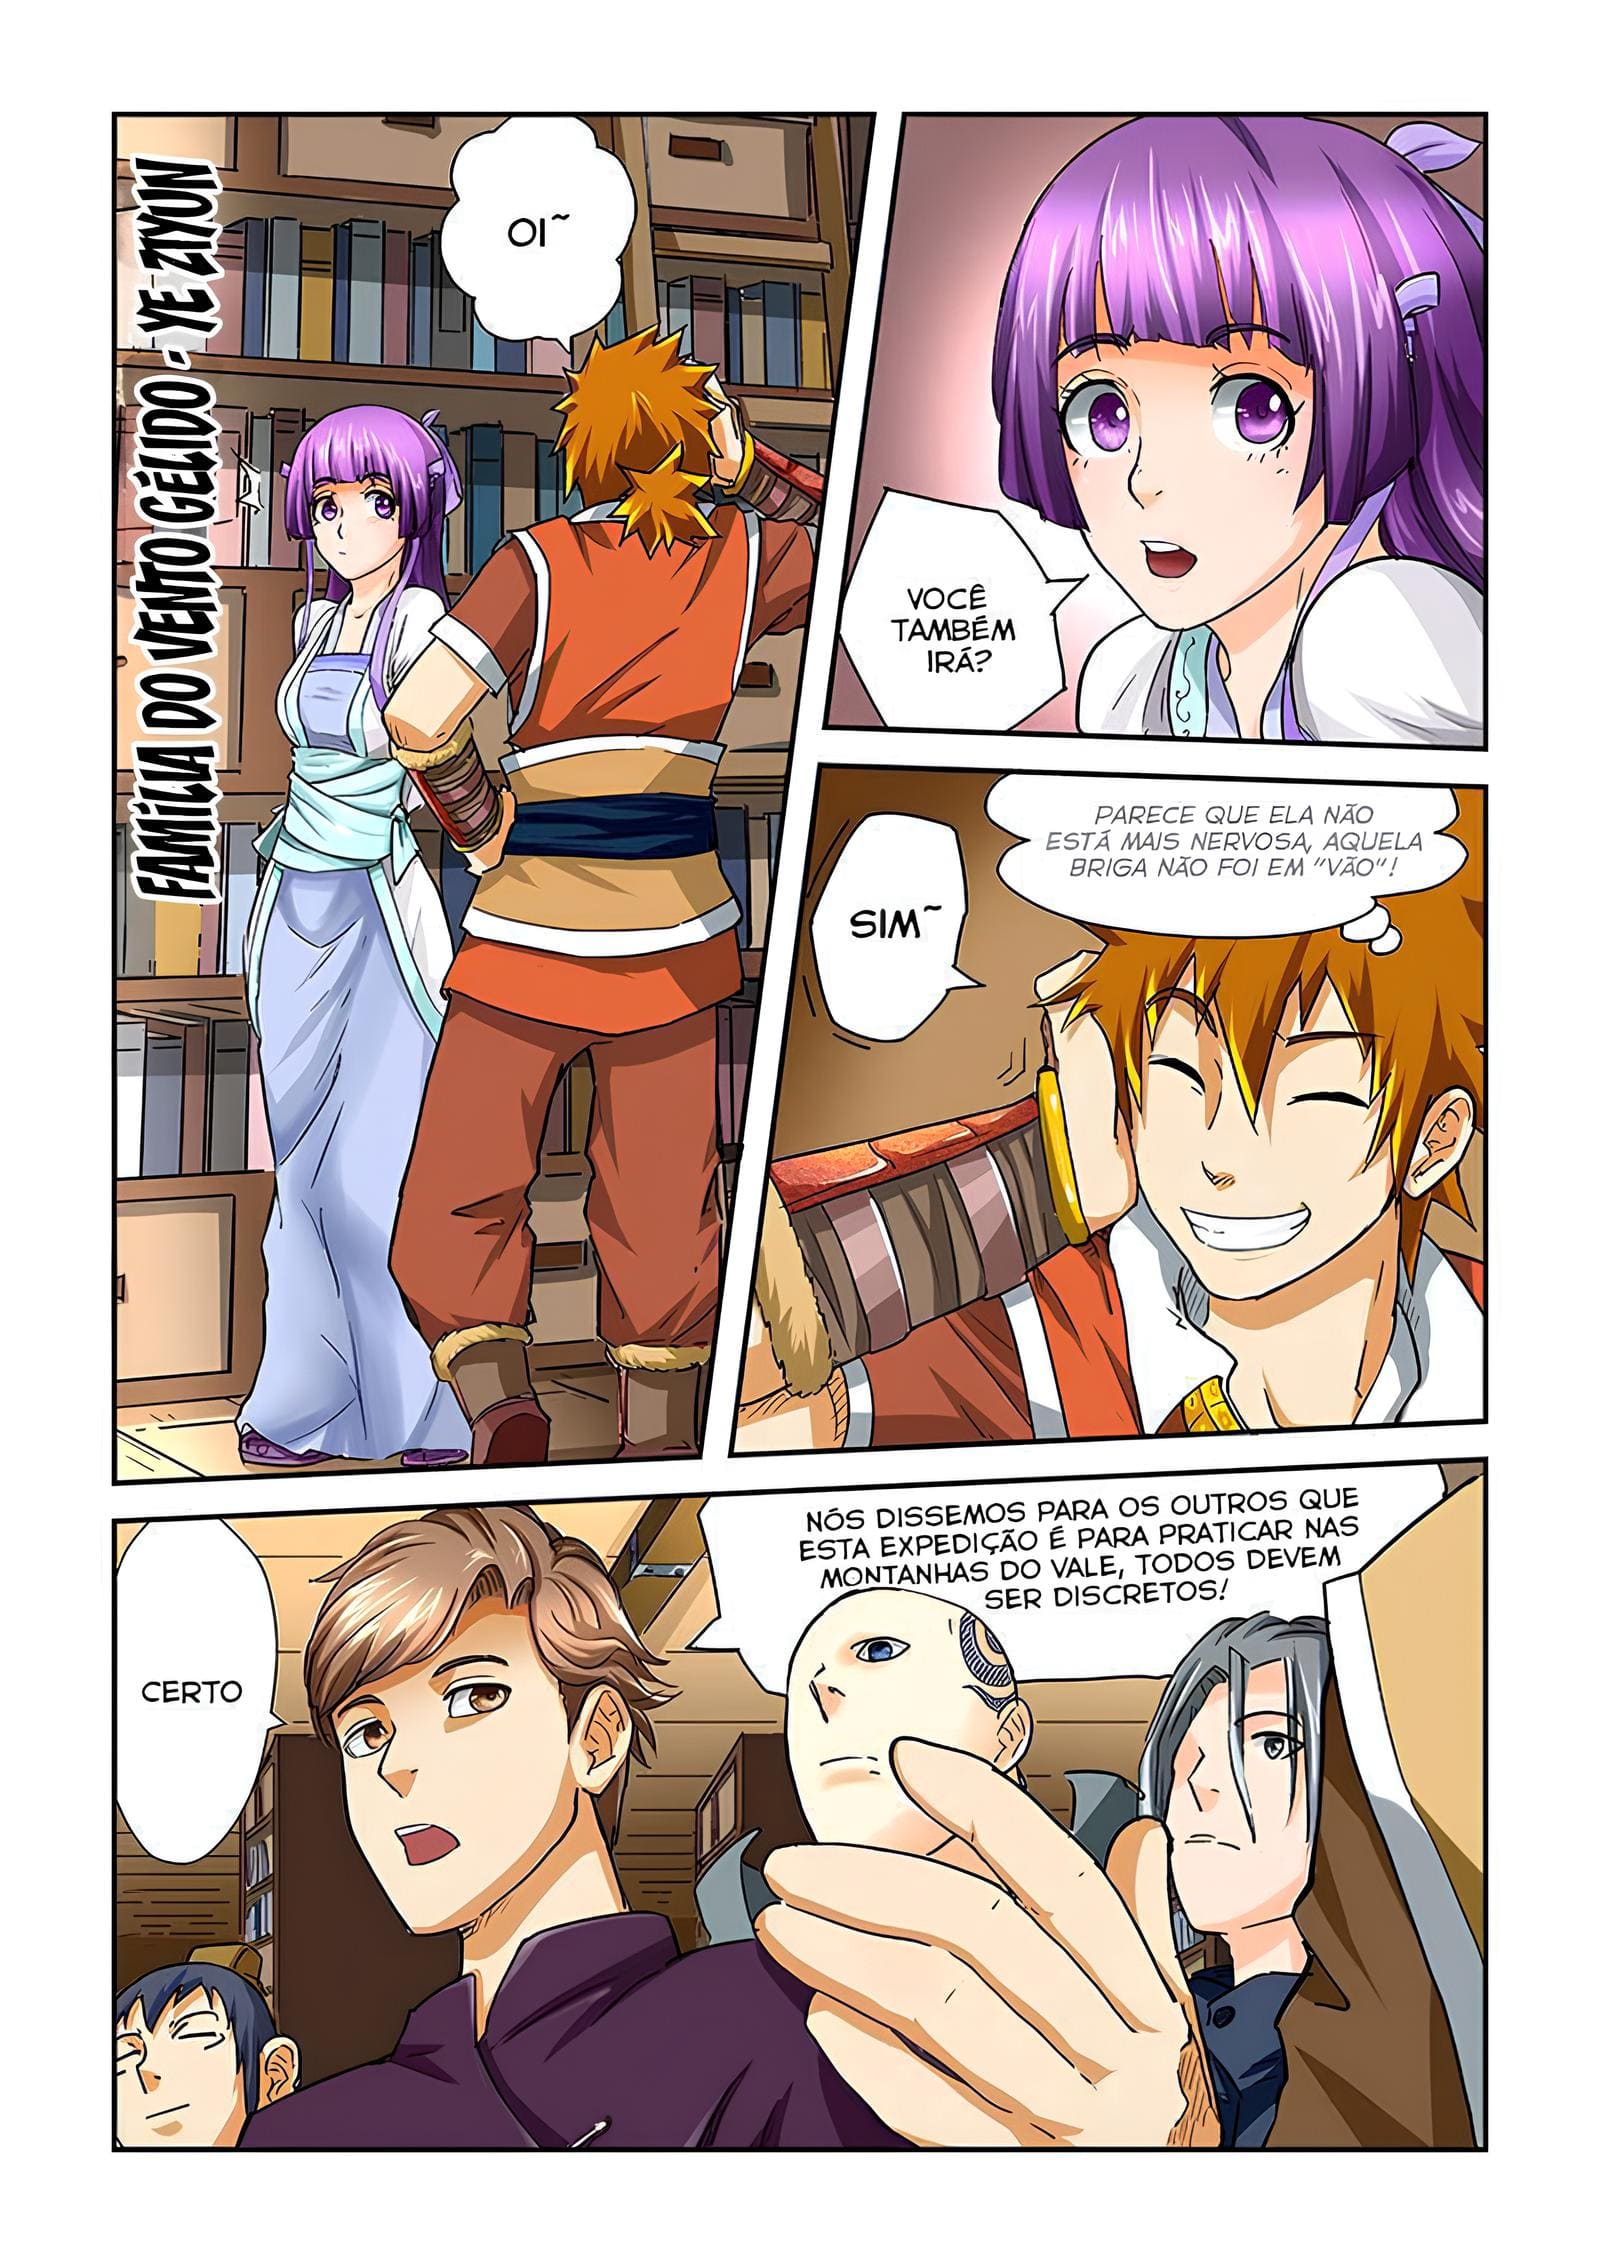 FAMÍLIA DO VENTO GÉLIDO - YE ZIYUN
OI~
VOCÊ
TAMBÉM
IRÁ?
PARECE QUE ELA NÃO
ESTÁ MAIS NERVOSA, AQUELA
BRIGA NÃO FOI EM "VÃO"!
SIM~
NÓS DISSEMOS PARA OS OUTROS QUE
ESTA EXPEDIÇÃO É PARA PRATICAR NAS
MONTANHAS DO VALE, TODOS DEVEM
SER DISCRETOS!
CERTO